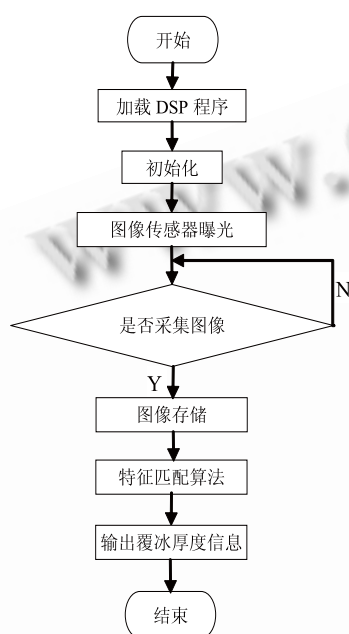 开始
加载 DSP 程序
初始化
图像传感器曝光
是否采集图像
N
Y
图像存储
特征匹配算法
输出覆冰厚度信息
结束